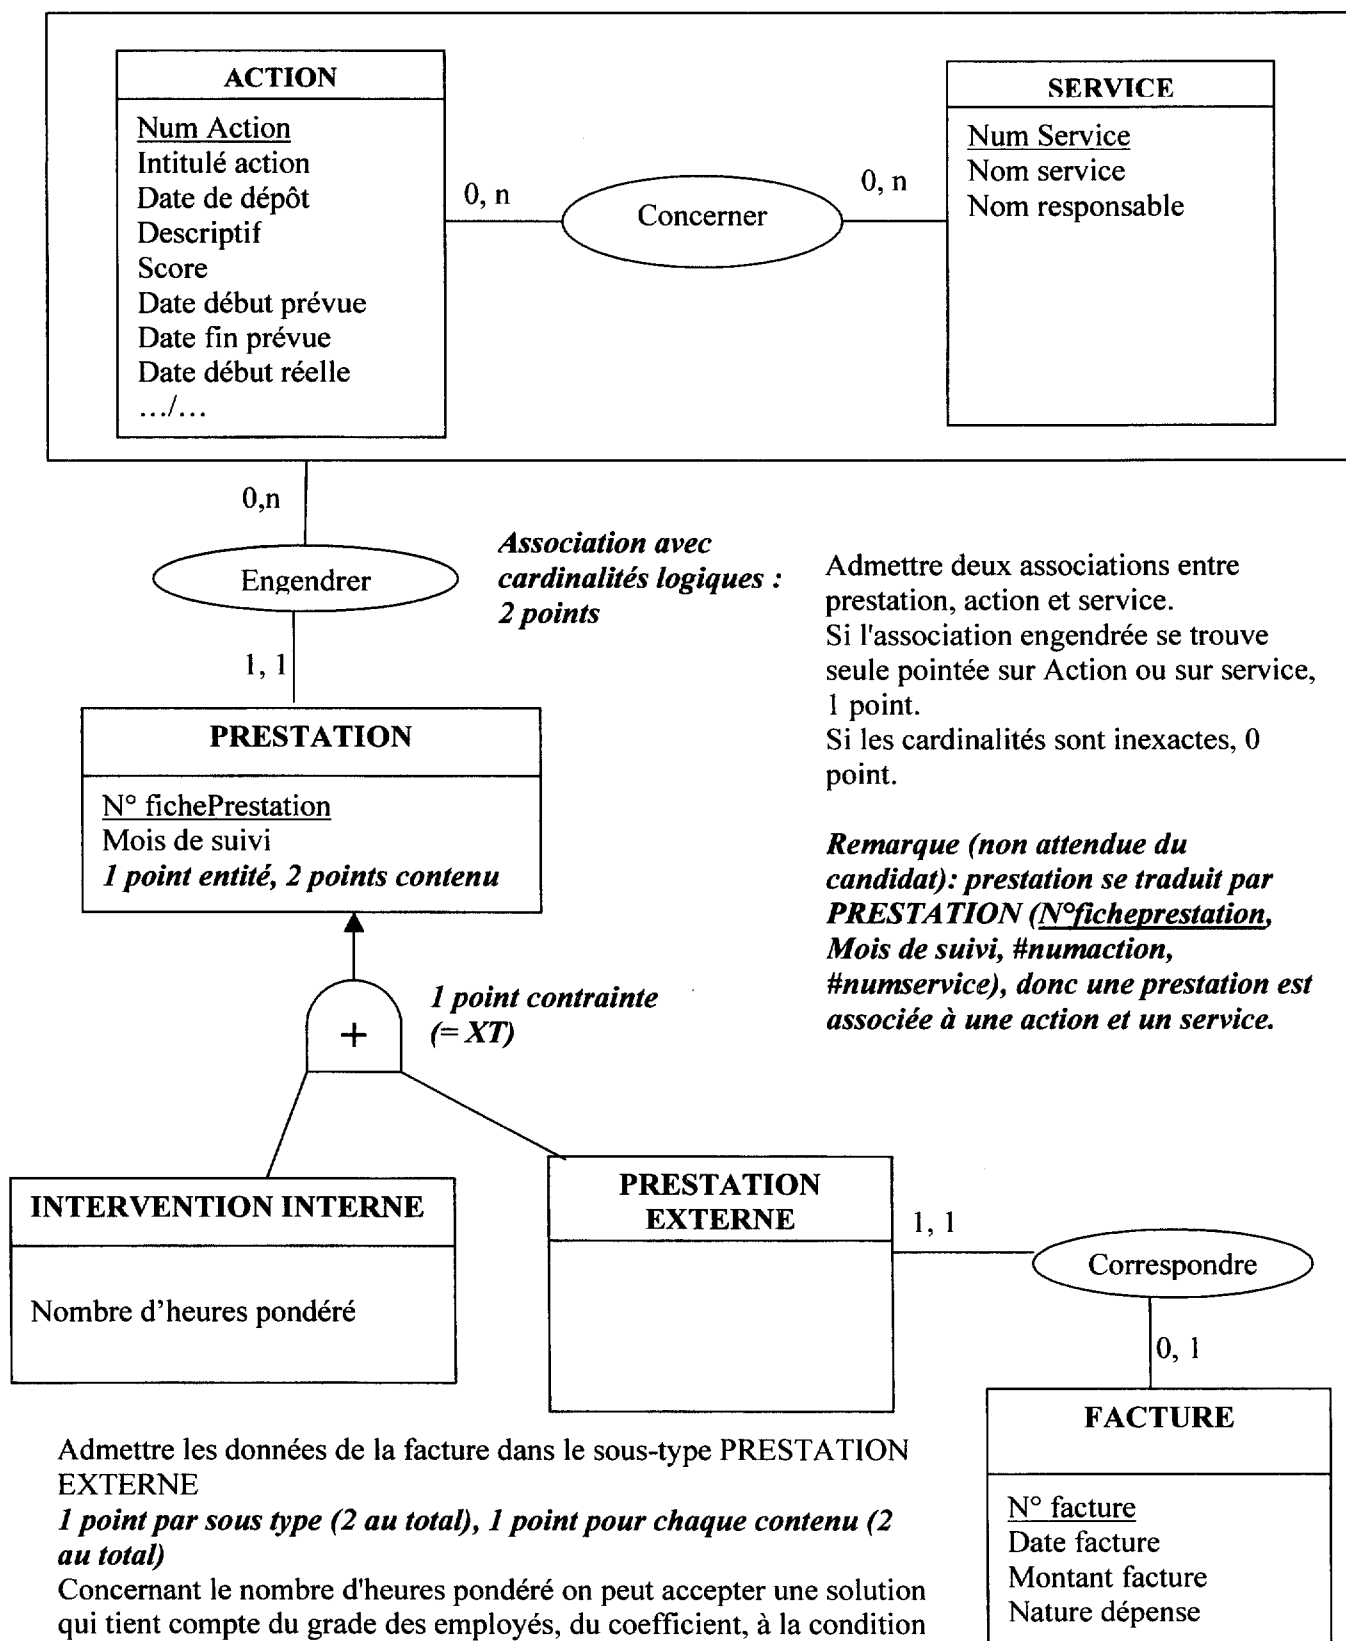 ACTION
Num Action
Intitulé action
Date de dépôt
Descriptif
Score
Date début prévue
Date fin prévue
Date début réelle
…/…
0, n
Concerner
0, n
SERVICE
Num Service
Nom service
Nom responsable
0,n
Engendrer
1, 1
Association avec
cardinalités logiques :
2 points
Admettre deux associations entre
prestation, action et service.
Si l'association engendrée se trouve
seule pointée sur Action ou sur service,
1 point.
Si les cardinalités sont inexactes, 0
point.
PRESTATION
N° fichePrestation
Mois de suivi
1 point entité, 2 points contenu
Remarque (non attendue du
candidat): prestation se traduit par
PRESTATION (N°ficheprestation,
Mois de suivi, #numaction,
#numservice), donc une prestation est
associée à une action et un service.
+
1 point contrainte
(= XT)
INTERVENTION INTERNE
Nombre d'heures pondéré
PRESTATION
EXTERNE
1, 1
Correspondre
0, 1
FACTURE
N° facture
Date facture
Montant facture
Nature dépense
Admettre les données de la facture dans le sous-type PRESTATION
EXTERNE
1 point par sous type (2 au total), 1 point pour chaque contenu (2
au total)
Concernant le nombre d'heures pondéré on peut accepter une solution
qui tient compte du grade des employés, du coefficient, à la condition